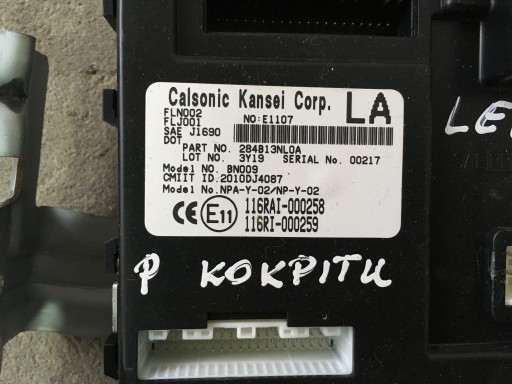 Calsonic Kansei Corp. LA
FLN002 NO:E1107
FLJ001
SAE J1690
DOT
PART NO. 284B13NL0A
LOT NO. 3Y19 SERIAL No. 00217
Model No. BN009
CMIIT ID.2010DJ4087
Model No.NPA-Y-02/NP-Y-02
CE E11 116RAI-000258
116RI-000259
P KOKPITU